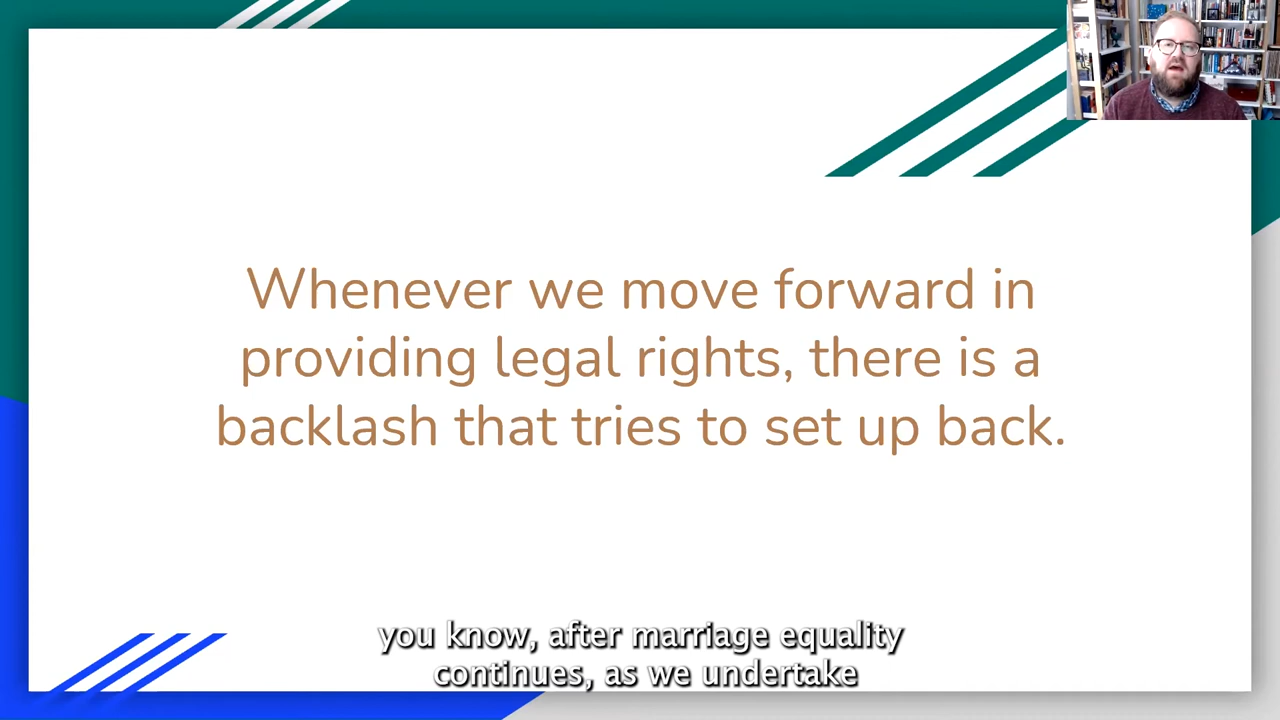 Whenever we move forward in
providing legal rights, there is a
backlash that tries to set up back.
you know, after marriage equality
continues, as we undertake